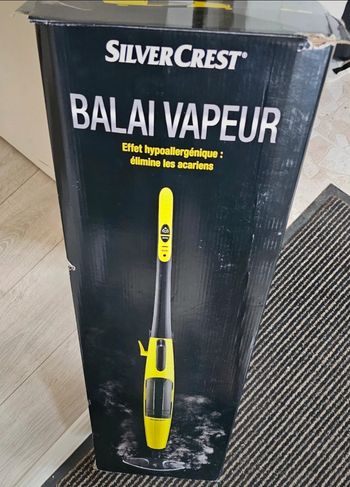 SILVERCREST®
BALAI VAPEUR
Effet hypoallergénique :
élimine les acariens